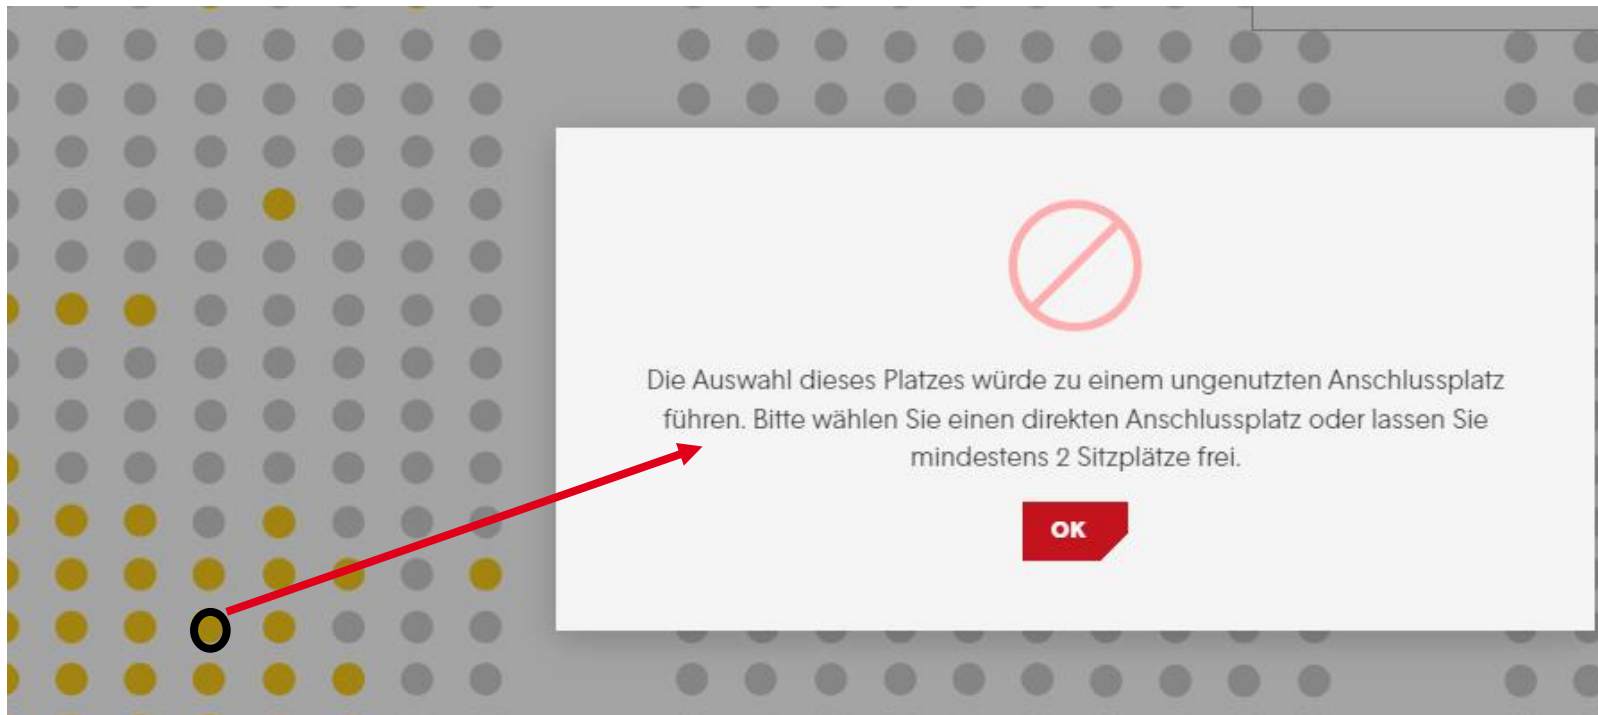 Die Auswahl dieses Platzes würde zu einem ungenutzten Anschlussplatz
führen. Bitte wählen Sie einen direkten Anschlussplatz oder lassen Sie
mindestens 2 Sitzplätze frei.
OK